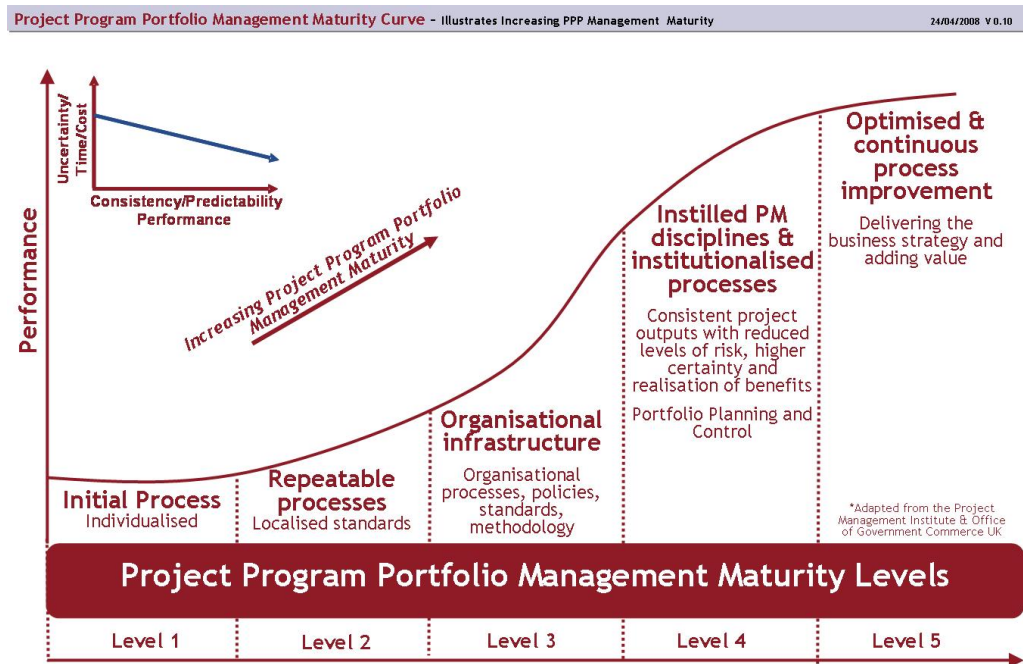 Project Program Portfolio Management Maturity Curve - Illustrates Increasing PPP Management Maturity
24/04/2008 V 0.10
Performance
Uncertainty/
Time/Cost
Consistency/Predictability
Performance
Increasing Project Program Portfolio
Management Maturity
Initial Process
Individualised
Repeatable
processes
Localised standards
Organisational
infrastructure
Organisational
processes, policies,
standards,
methodology
Instilled PM
disciplines &
institutionalised
processes
Consistent project
outputs with reduced
levels of risk, higher
certainty and
realisation of benefits
Portfolio Planning and
Control
Optimised &
continuous
process
improvement
Delivering the
business strategy and
adding value
*Adapted from the Project
Management Institute & Office
of Government Commerce UK
Project Program Portfolio Management Maturity Levels
Level 1
Level 2
Level 3
Level 4
Level 5